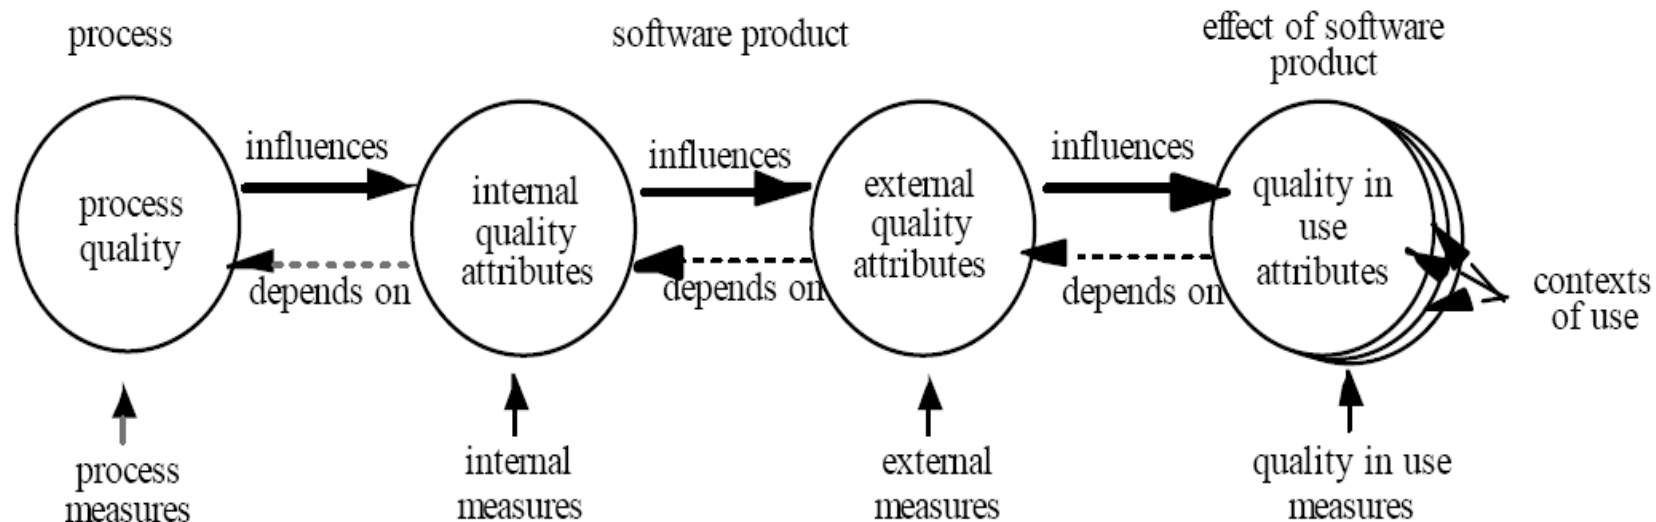 process
software product
effect of software
product
influences
influences
influences
process
quality
internal
quality
attributes
external
quality
attributes
quality in
use
attributes
depends on
depends on
depends on
contexts
of use
process
measures
internal
measures
external
measures
quality in use
measures